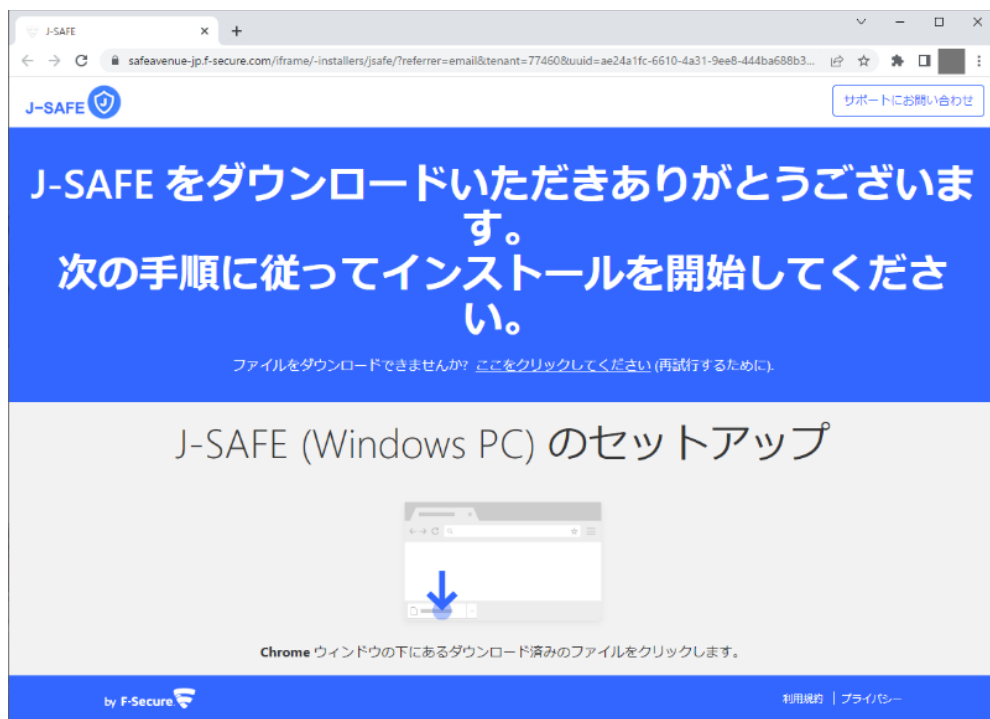 J-SAFE
safeavenue-jp.f-secure.com/iframe/-installers/jsafe/?referrer=email&tenant=77460&uuid=ae24a1fc-6610-4a31-9ee8-444ba688b3...
J-SAFE
サポートにお問い合わせ
J-SAFE をダウンロードいただきありがとうございま
す。
次の手順に従ってインストールを開始してくださ
い。
ファイルをダウンロードできませんか? ここをクリックしてください (再試行するために).
J-SAFE (Windows PC) のセットアップ
Chrome ウィンドウの下にあるダウンロード済みのファイルをクリックします。
by F-Secure.
利用規約 | プライバシー